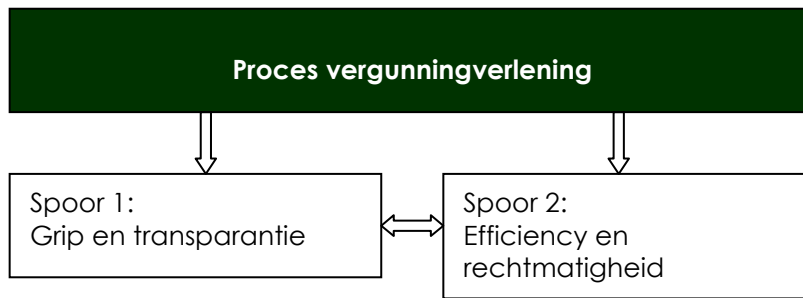 Proces vergunningverlening
Spoor 1:
Grip en transparantie
Spoor 2:
Efficiency en
rechtmatigheid